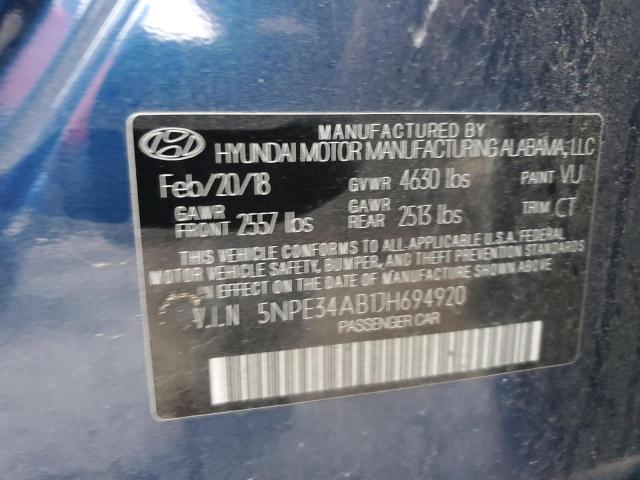 MANUFACTURED BY
HYUNDAI MOTOR MANUFACTURING ALABAMA, LLC
Feb/20/18 GVWR 4630 lbs PAINT VU
GAWR FRONT 2557 lbs GAWR REAR 2513 lbs TRIM CT
THIS VEHICLE CONFORMS TO ALL APPLICABLE U.S.A. FEDERAL
MOTOR VEHICLE SAFETY, BUMPER, AND THEFT PREVENTION STANDARDS
IN EFFECT ON THE DATE OF MANUFACTURE SHOWN ABOVE
V.I.N 5NPE34AB1JH694920
PASSENGER CAR